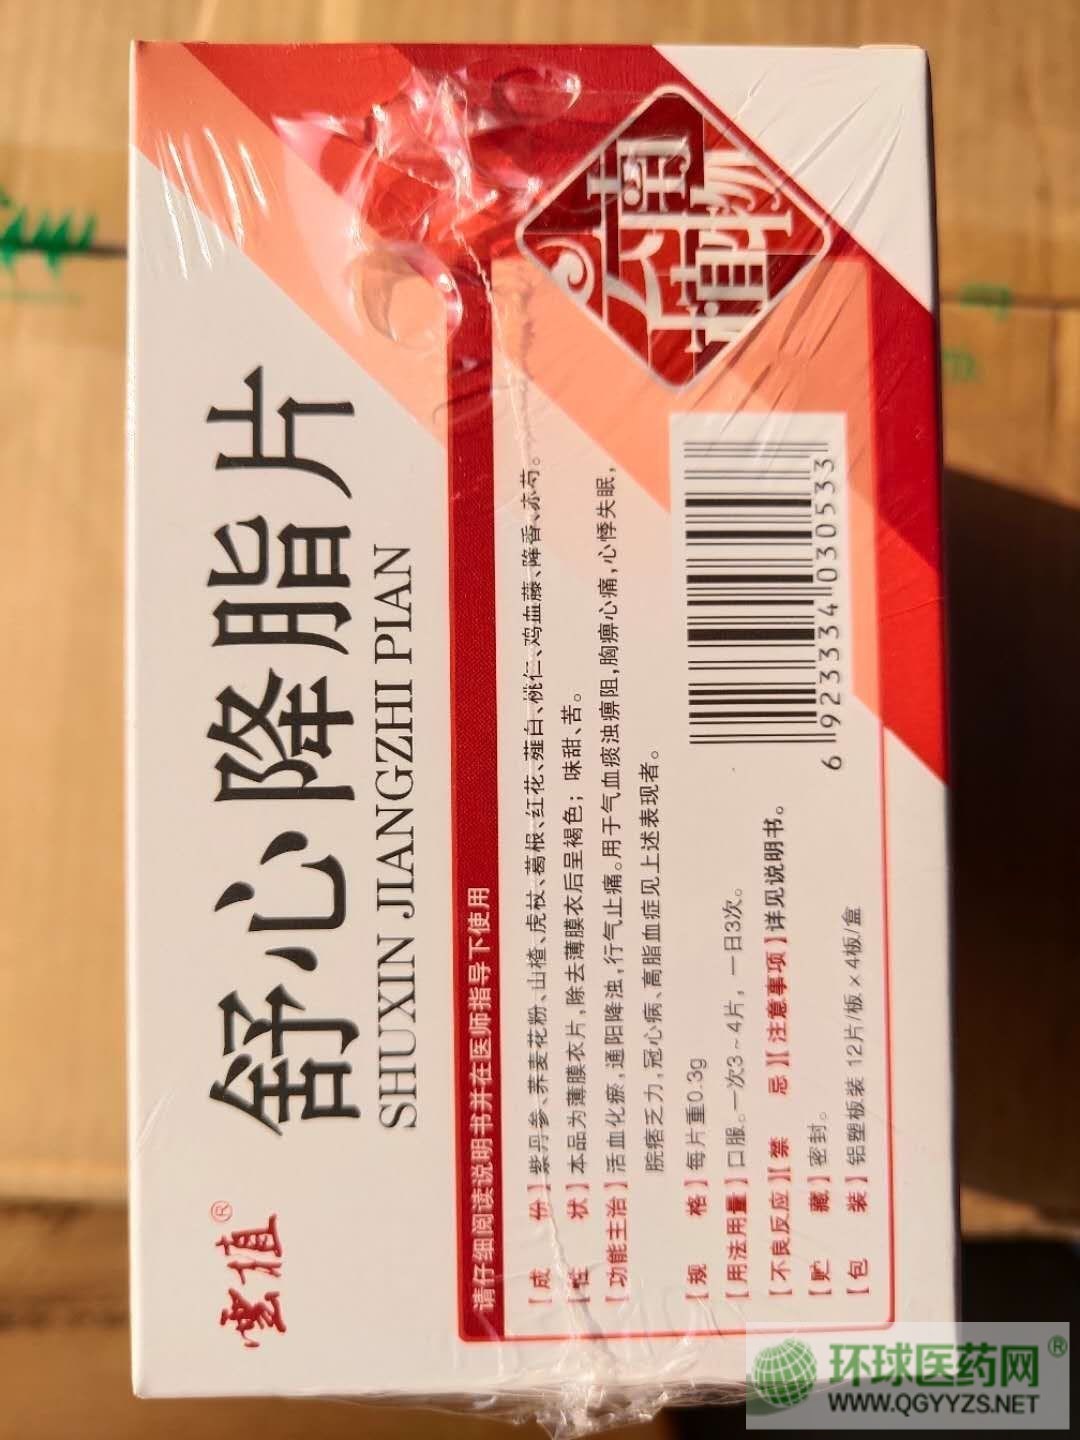 雲植®
舒心降脂片
SHUXIN JIANGZHI PIAN
云南云植
请仔细阅读说明书并在医师指导下使用
【成份】紫丹参、荞麦花粉、山楂、虎杖、葛根、红花、薤白、桃仁、鸡血藤、降香、赤芍。
【性状】本品为薄膜衣片,除去薄膜衣后呈褐色；味甜、苦。
【功能主治】活血化瘀,通阳降浊,行气止痛。用于气血痰浊痹阻,胸痹心痛,心悸失眠,
脘痞乏力,冠心病、高脂血症见上述表现者。
【规格】每片重0.3g
【用法用量】口服。一次3~4片，一日3次。
【不良反应】【禁忌】【注意事项】详见说明书。
【贮藏】密封。
【包装】铝塑板装 12片/板×4板/盒
6 923334 030533
环球医药网®
WWW.QGYYZS.NET